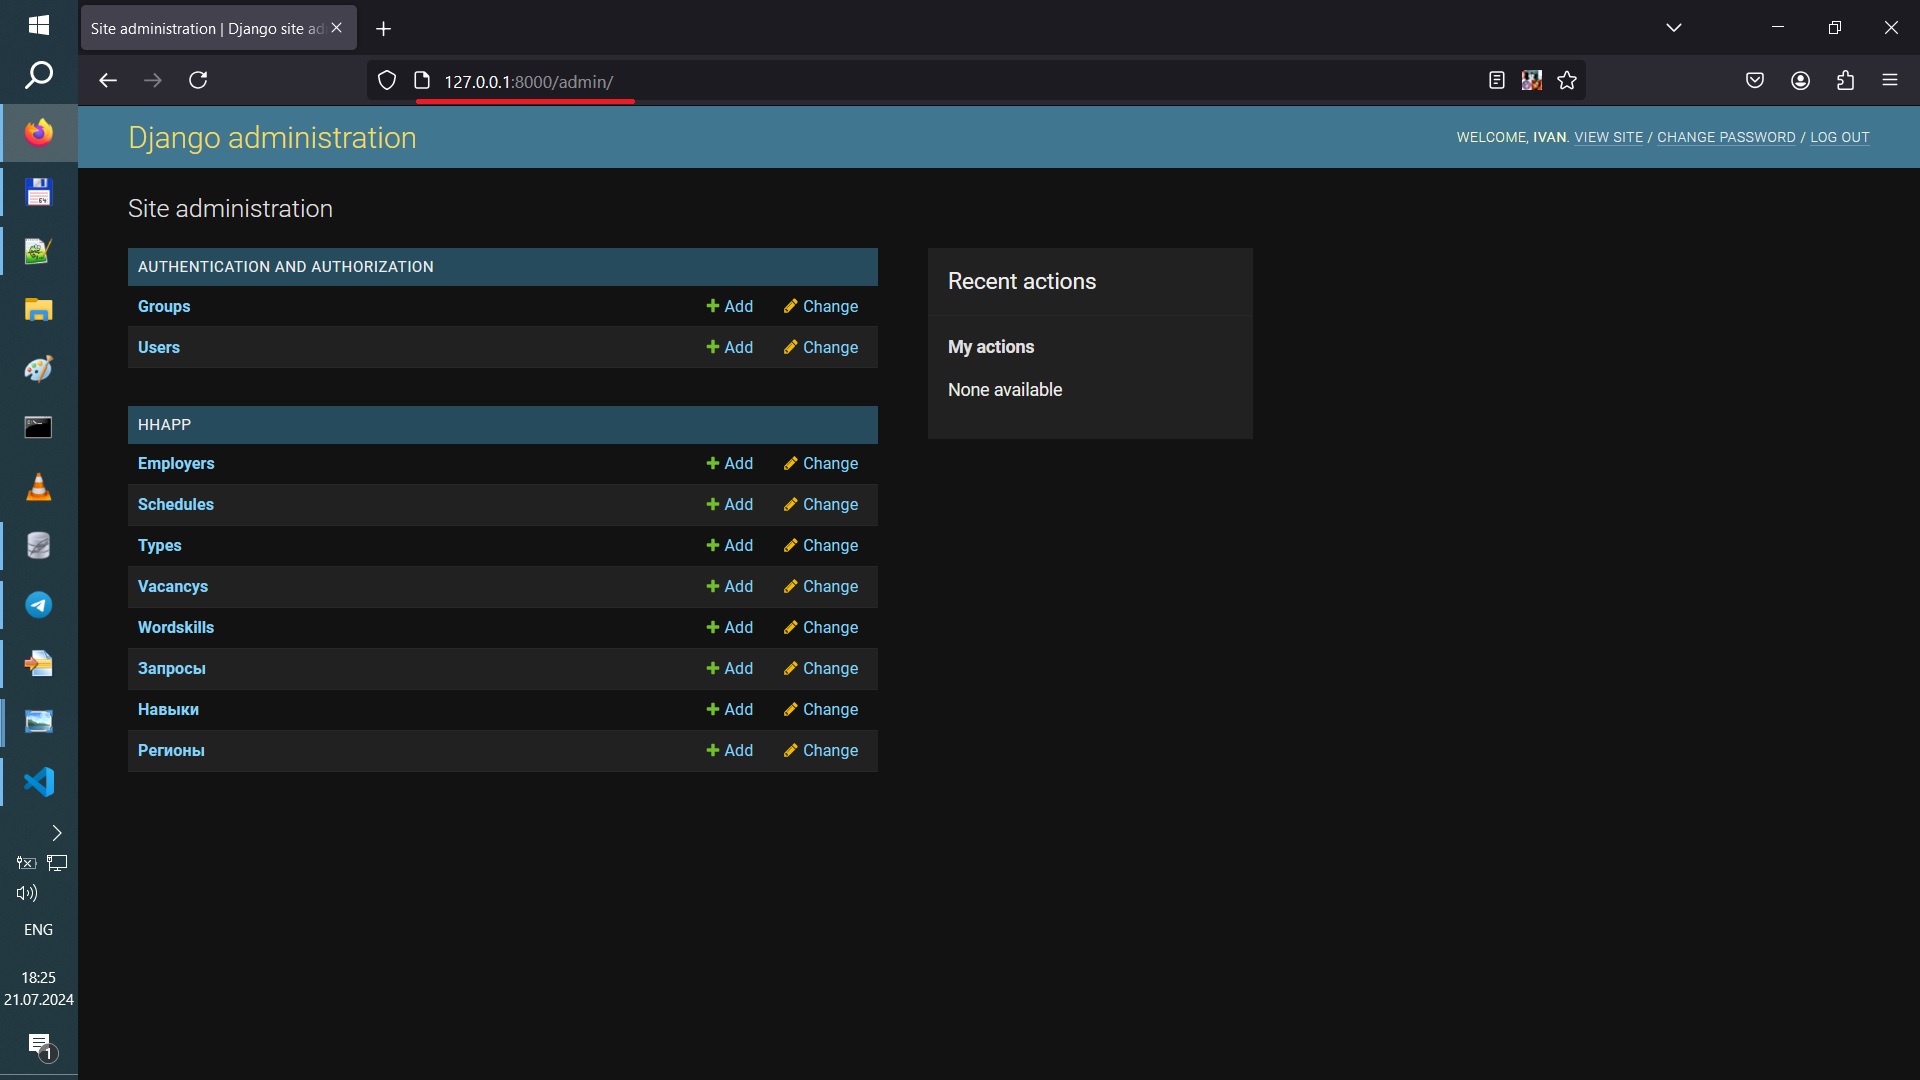 Site administration | Django site ad
127.0.0.1:8000/admin/
Django administration
WELCOME, IVAN. VIEW SITE / CHANGE PASSWORD / LOG OUT
Site administration
AUTHENTICATION AND AUTHORIZATION
Groups Add Change
Users Add Change
HHAPP
Employers Add Change
Schedules Add Change
Types Add Change
Vacancys Add Change
Wordskills Add Change
Запросы Add Change
Навыки Add Change
Регионы Add Change
Recent actions
My actions
None available
64
ENG
18:25
21.07.2024
1